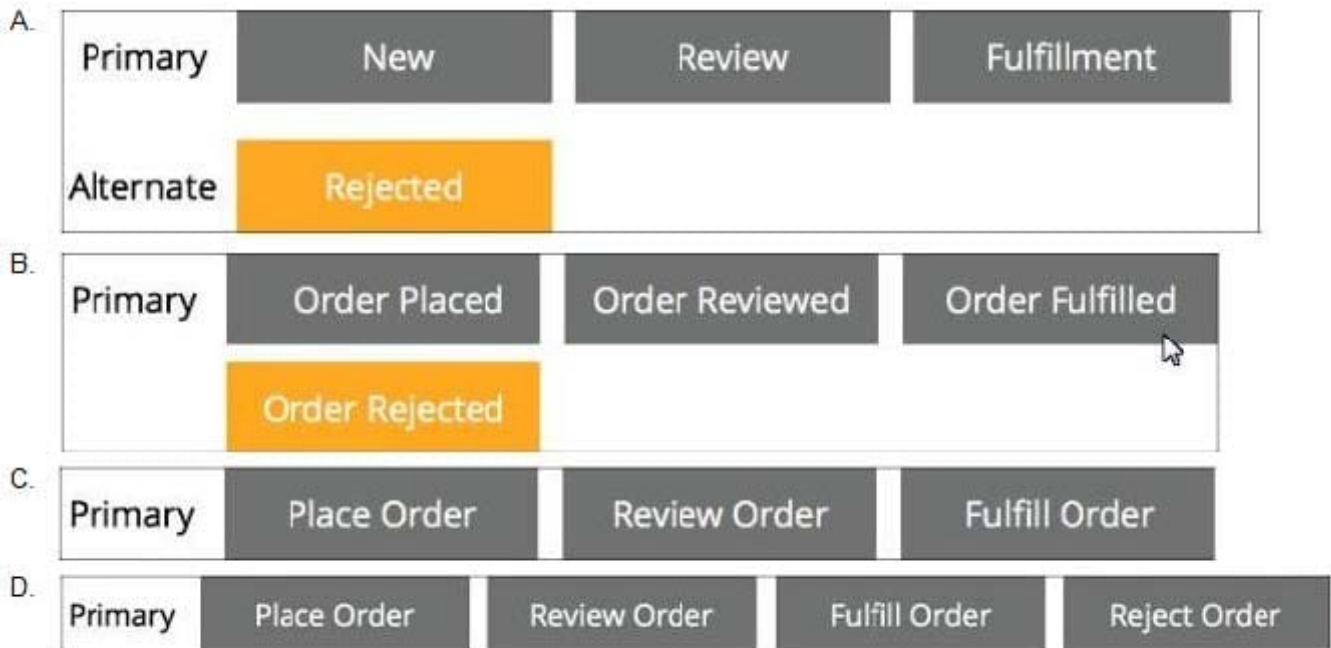 A.
Primary New Review Fulfillment
Alternate Rejected
B.
Primary Order Placed Order Reviewed Order Fulfilled
Order Rejected
C.
Primary Place Order Review Order Fulfill Order
D.
Primary Place Order Review Order Fulfill Order Reject Order